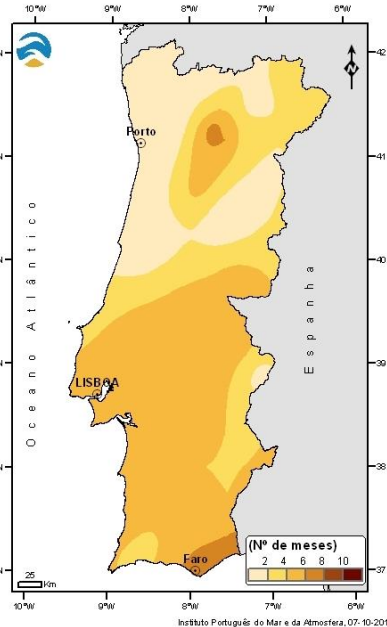 10°W 9°W 8°W 7°W 6°W
42
N
Porto
41
Oceano Atlântico
40
Espanha
39
LISBOA
38
(Nº de meses)
2 4 6 8 10
Faro
37
25
Km
10°W 9°W 8°W 7°W 6°W
Instituto Português do Mar e da Atmosfera, 07-10-201